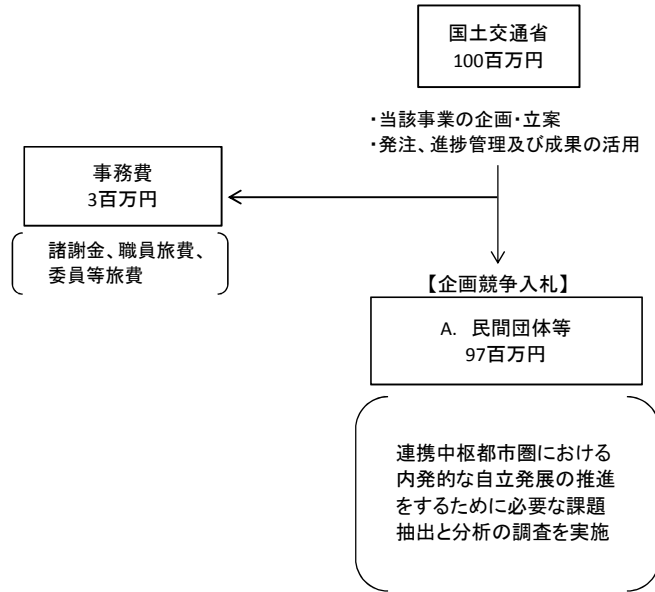 国土交通省
100百万円
・当該事業の企画・立案
・発注、進捗管理及び成果の活用
事務費
3百万円
諸謝金、職員旅費、
委員等旅費
【企画競争入札】
A. 民間団体等
97百万円
連携中枢都市圏における
内発的な自立発展の推進
をするために必要な課題
抽出と分析の調査を実施